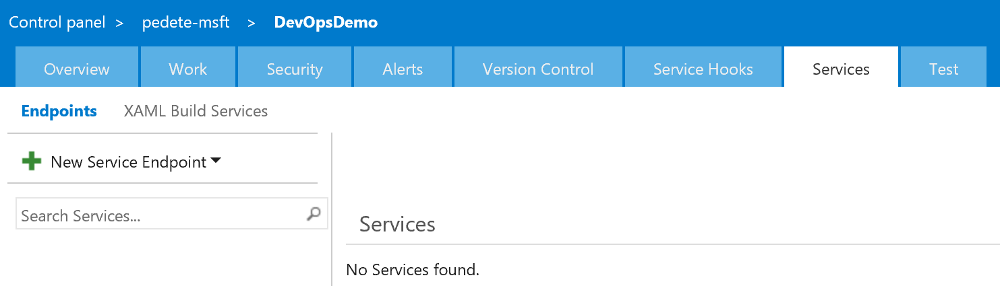 Control panel > pedete-msft > DevOpsDemo
Overview Work Security Alerts Version Control Service Hooks Services Test
Endpoints XAML Build Services
New Service Endpoint
Search Services...
Services
No Services found.